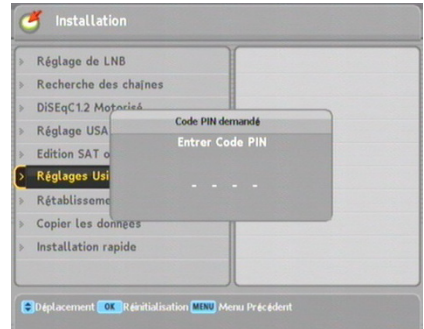 Installation
Réglage de LNB
Recherche des chaînes
DiSEqC1.2 Motorisé
Réglage USA
Edition SAT o
Réglages Usi
Rétablisseme
Copier les données
Installation rapide
Code PIN demandé
Entrer Code PIN
- - - -
Déplacement OK Réinitialisation MENU Menu Précédent